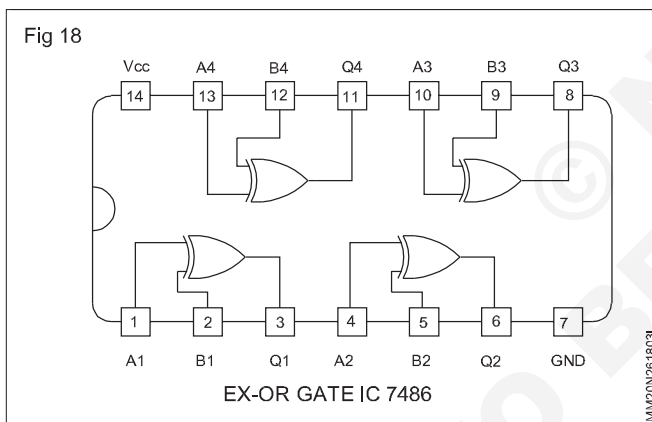 Fig 18
Vcc A4 B4 Q4 A3 B3 Q3
14 13 12 11 10 9 8
1 2 3 4 5 6 7
A1 B1 Q1 A2 B2 Q2 GND
EX-OR GATE IC 7486
MM20N261803I
©